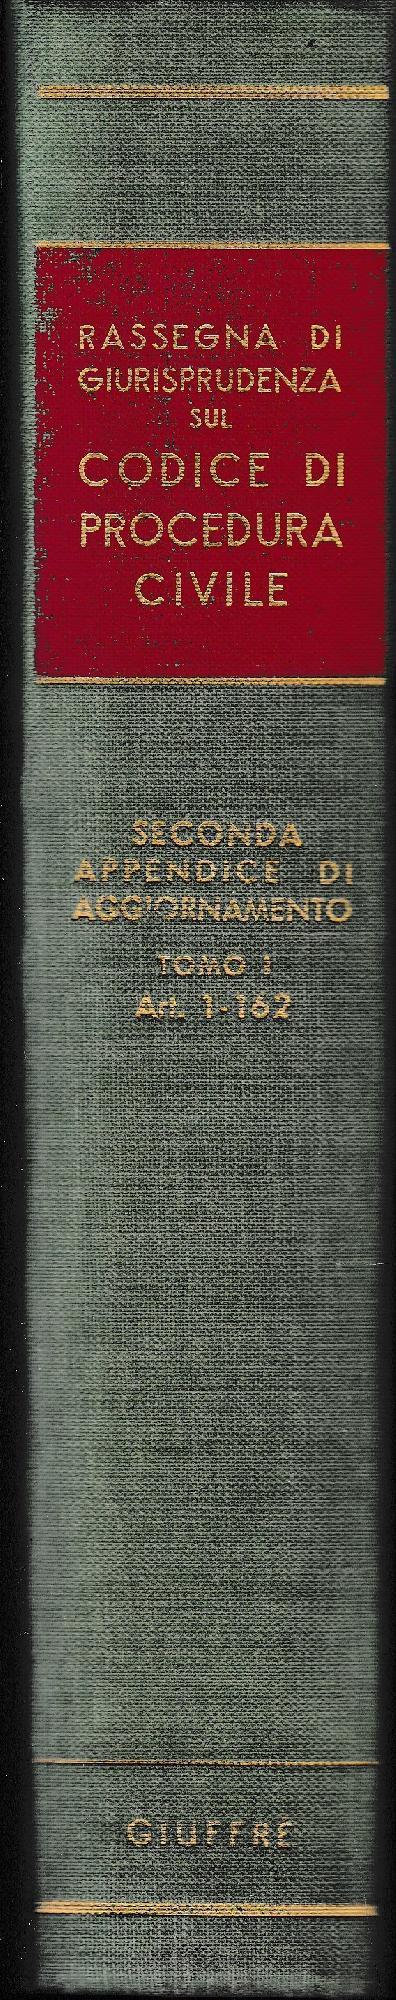 RASSEGNA DI
GIURISPRUDENZA
SUL
CODICE DI
PROCEDURA
CIVILE
SECONDA
APPENDICE DI
AGGIORNAMENTO
TOMO I
Art. 1-162
GIUFFRÈ